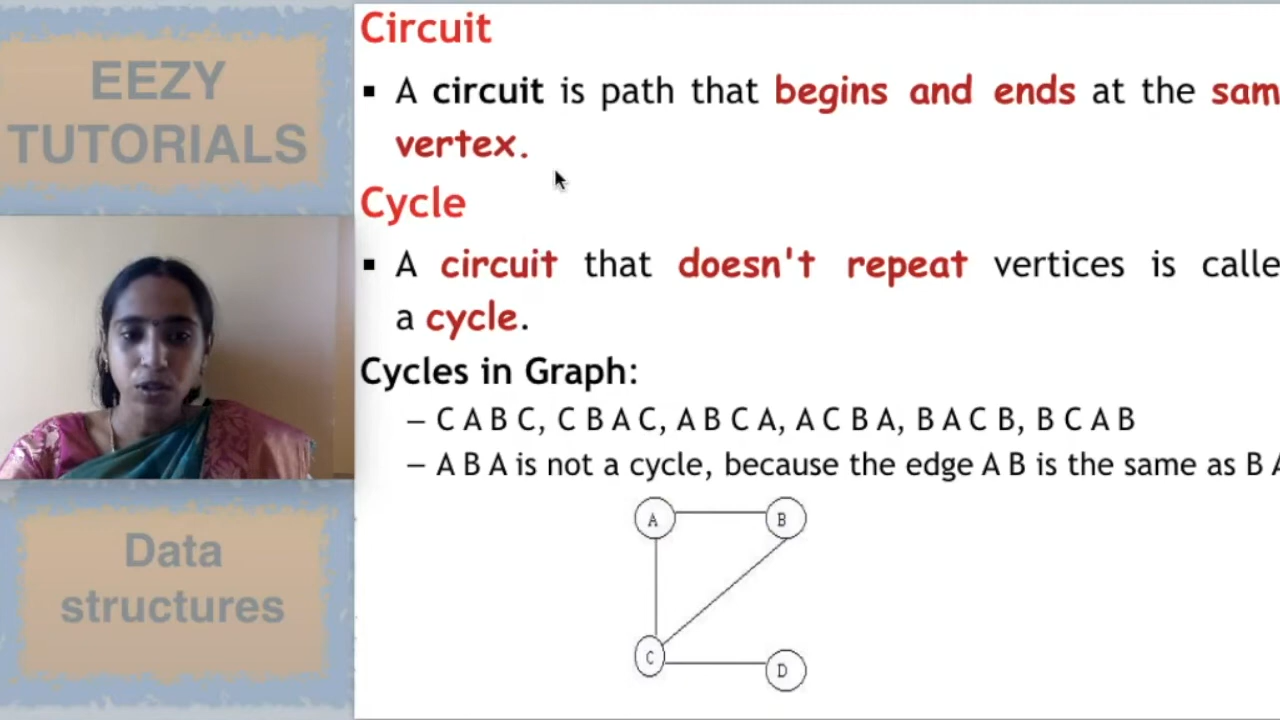 EEZY
TUTORIALS
Data
structures
Circuit
▪ A circuit is path that begins and ends at the sam
vertex.
Cycle
▪ A circuit that doesn't repeat vertices is calle
a cycle.
Cycles in Graph:
– C A B C, C B A C, A B C A, A C B A, B A C B, B C A B
– A B A is not a cycle, because the edge A B is the same as B A
A B
C D